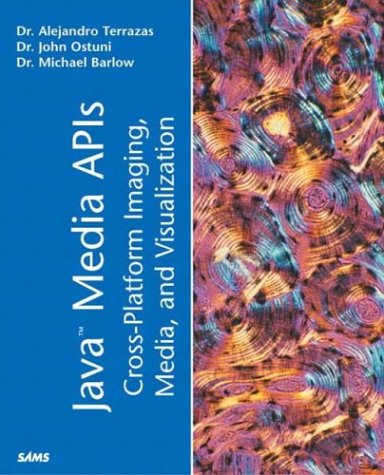 Dr. Alejandro Terrazas
Dr. John Ostuni
Dr. Michael Barlow
Java™ Media APIs
Cross-Platform Imaging,
Media, and Visualization
SAMS